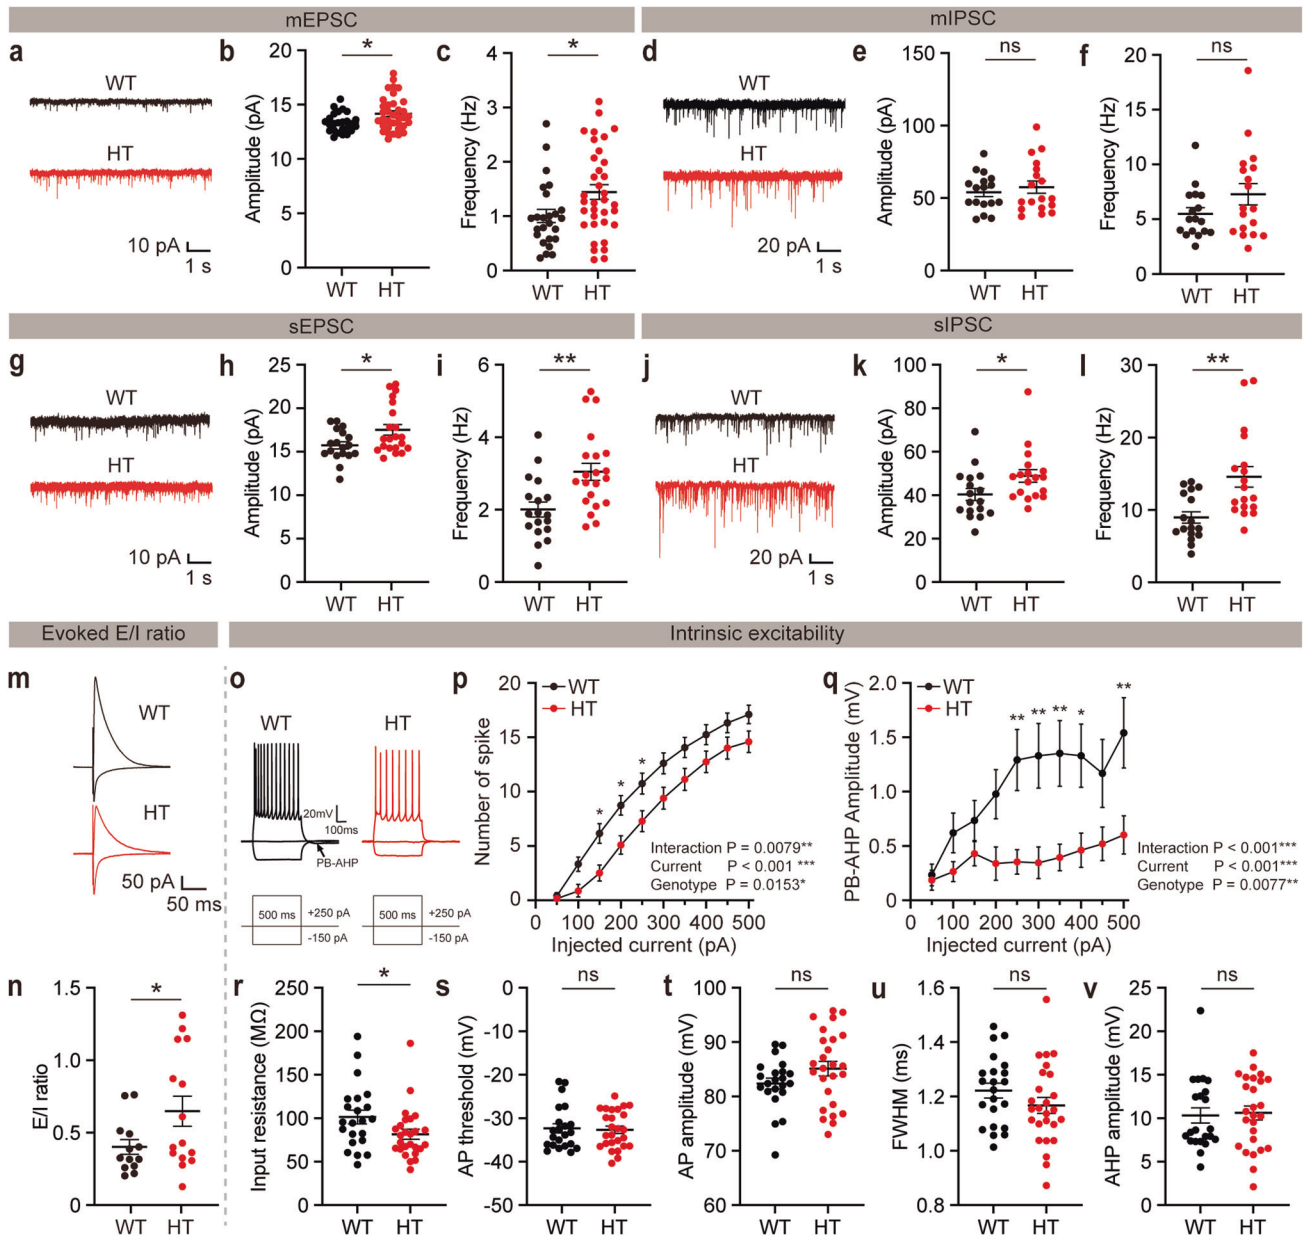 mEPSC
mIPSC
a
WT
HT
10 pA
1 s
b
*
Amplitude (pA)
20
15
10
5
0
WT HT
c
*
Frequency (Hz)
4
3
2
1
0
WT HT
d
WT
HT
20 pA
1 s
e
ns
Amplitude (pA)
150
100
50
0
WT HT
f
ns
Frequency (Hz)
20
15
10
5
0
WT HT
sEPSC
sIPSC
g
WT
HT
10 pA
1 s
h
*
Amplitude (pA)
25
20
15
10
5
0
WT HT
i
**
Frequency (Hz)
6
4
2
0
WT HT
j
WT
HT
20 pA
1 s
k
*
Amplitude (pA)
100
80
60
40
20
0
WT HT
l
**
Frequency (Hz)
30
20
10
0
WT HT
Evoked E/I ratio
Intrinsic excitability
m
WT
HT
50 pA
50 ms
o
WT HT
20mV
100ms
PB-AHP
500 ms +250 pA 500 ms +250 pA
-150 pA -150 pA
p
WT
HT
Number of spike
20
15
10
5
0
* * *
Interaction P = 0.0079**
Current P < 0.001 ***
Genotype P = 0.0153*
0 100 200 300 400 500
Injected current (pA)
q
WT
HT
PB-AHP Amplitude (mV)
2.0
1.5
1.0
0.5
0
** ** ** * **
Interaction P < 0.001***
Current P < 0.001***
Genotype P = 0.0077**
0 100 200 300 400 500
Injected current (pA)
n
*
E/I ratio
1.5
1.0
0.5
0
WT HT
r
*
Input resistance (MΩ)
250
200
150
100
50
0
WT HT
s
ns
AP threshold (mV)
0
-10
-20
-30
-40
-50
WT HT
t
ns
AP amplitude (mV)
100
90
80
70
60
WT HT
u
ns
FWHM (ms)
1.6
1.4
1.2
1.0
0.8
WT HT
v
ns
AHP amplitude (mV)
25
20
15
10
5
0
WT HT